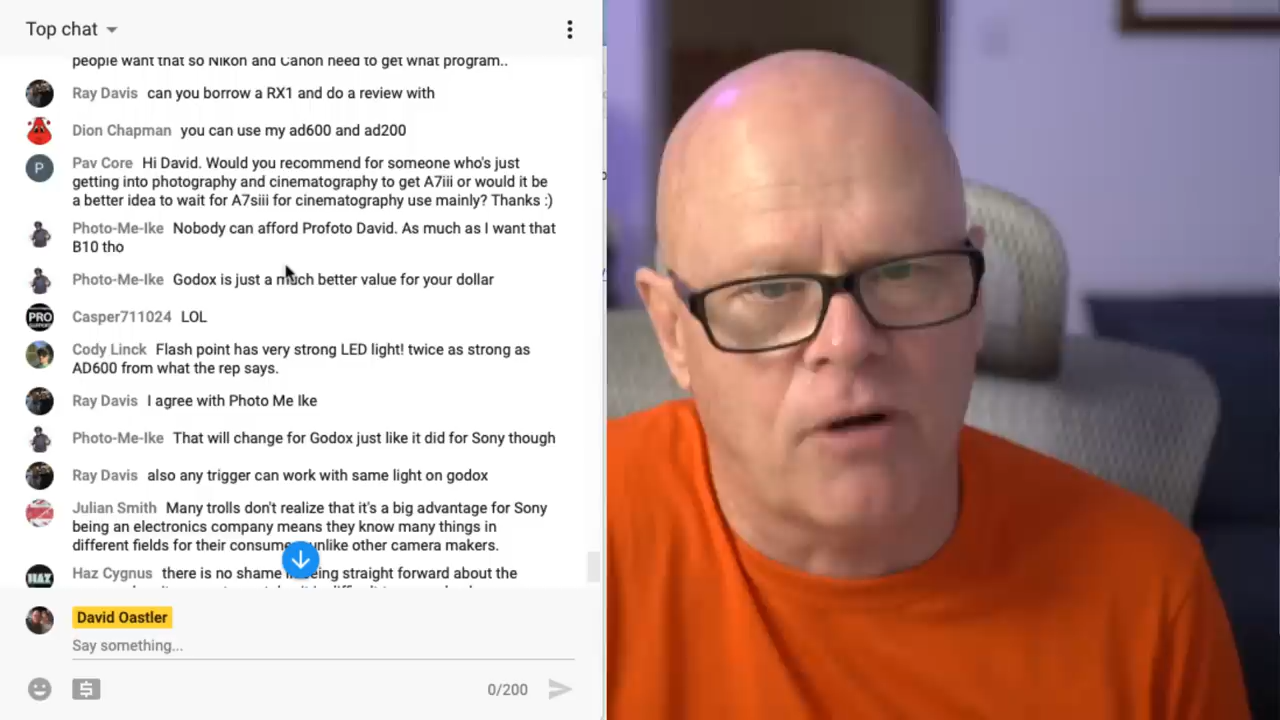 Top chat
people want that so Nikon and Canon need to get what program..
Ray Davis can you borrow a RX1 and do a review with
Dion Chapman you can use my ad600 and ad200
P
Pav Core Hi David. Would you recommend for someone who's just
getting into photography and cinematography to get A7iii or would it be
a better idea to wait for A7siii for cinematography use mainly? Thanks :)
Photo-Me-Ike Nobody can afford Profoto David. As much as I want that
B10 tho
Photo-Me-Ike Godox is just a much better value for your dollar
PRO
Casper711024 LOL
Cody Linck Flash point has very strong LED light! twice as strong as
AD600 from what the rep says.
Ray Davis I agree with Photo Me Ike
Photo-Me-Ike That will change for Godox just like it did for Sony though
Ray Davis also any trigger can work with same light on godox
Julian Smith Many trolls don't realize that it's a big advantage for Sony
being an electronics company means they know many things in
different fields for their consume unlike other camera makers.
HAZ
Haz Cygnus there is no shame being straight forward about the
David Oastler
Say something...
$
0/200